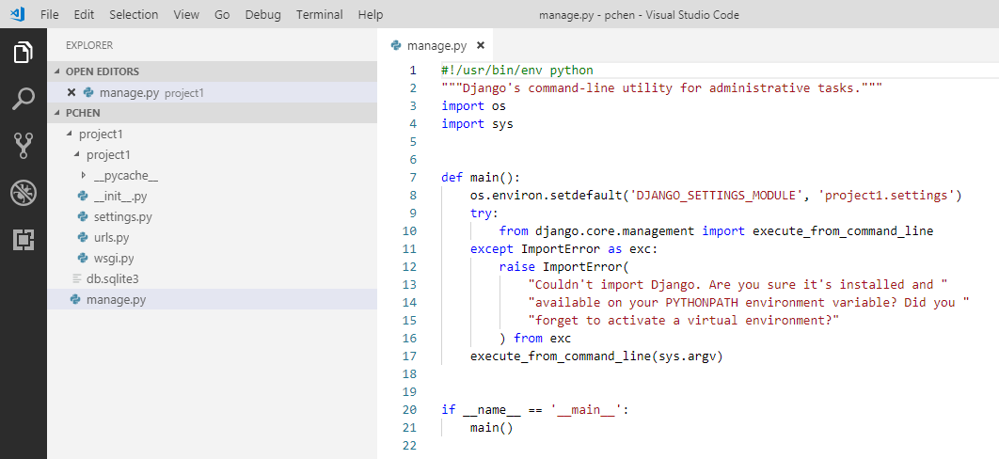 File Edit Selection View Go Debug Terminal Help manage.py - pchen - Visual Studio Code
EXPLORER
OPEN EDITORS
manage.py project1
PCHEN
project1
project1
__pycache__
__init__.py
settings.py
urls.py
wsgi.py
db.sqlite3
manage.py
manage.py
1 #!/usr/bin/env python
2 """Django's command-line utility for administrative tasks."""
3 import os
4 import sys
5
6
7 def main():
8 os.environ.setdefault('DJANGO_SETTINGS_MODULE', 'project1.settings')
9 try:
10 from django.core.management import execute_from_command_line
11 except ImportError as exc:
12 raise ImportError(
13 "Couldn't import Django. Are you sure it's installed and "
14 "available on your PYTHONPATH environment variable? Did you "
15 "forget to activate a virtual environment?"
16 ) from exc
17 execute_from_command_line(sys.argv)
18
19
20 if __name__ == '__main__':
21 main()
22